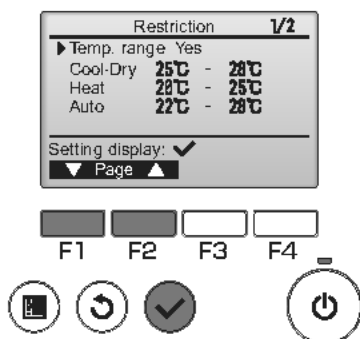 Restriction 1/2
Temp. range Yes
Cool-Dry 25℃ - 28℃
Heat 20℃ - 25℃
Auto 22℃ - 28℃
Setting display: ✔
▼ Page ▲
F1 F2 F3 F4